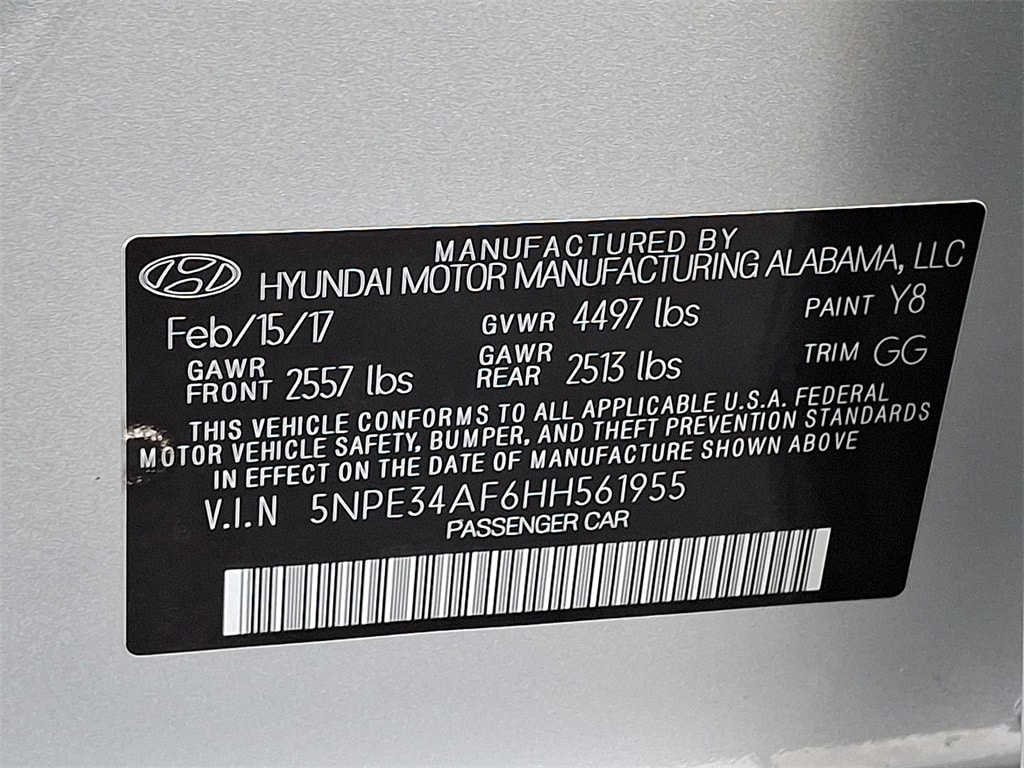 MANUFACTURED BY
HYUNDAI MOTOR MANUFACTURING ALABAMA, LLC
Feb/15/17 GVWR 4497 lbs PAINT Y8
GAWR FRONT 2557 lbs GAWR REAR 2513 lbs TRIM GG
THIS VEHICLE CONFORMS TO ALL APPLICABLE U.S.A. FEDERAL
MOTOR VEHICLE SAFETY, BUMPER, AND THEFT PREVENTION STANDARDS
IN EFFECT ON THE DATE OF MANUFACTURE SHOWN ABOVE
V.I.N 5NPE34AF6HH561955
PASSENGER CAR